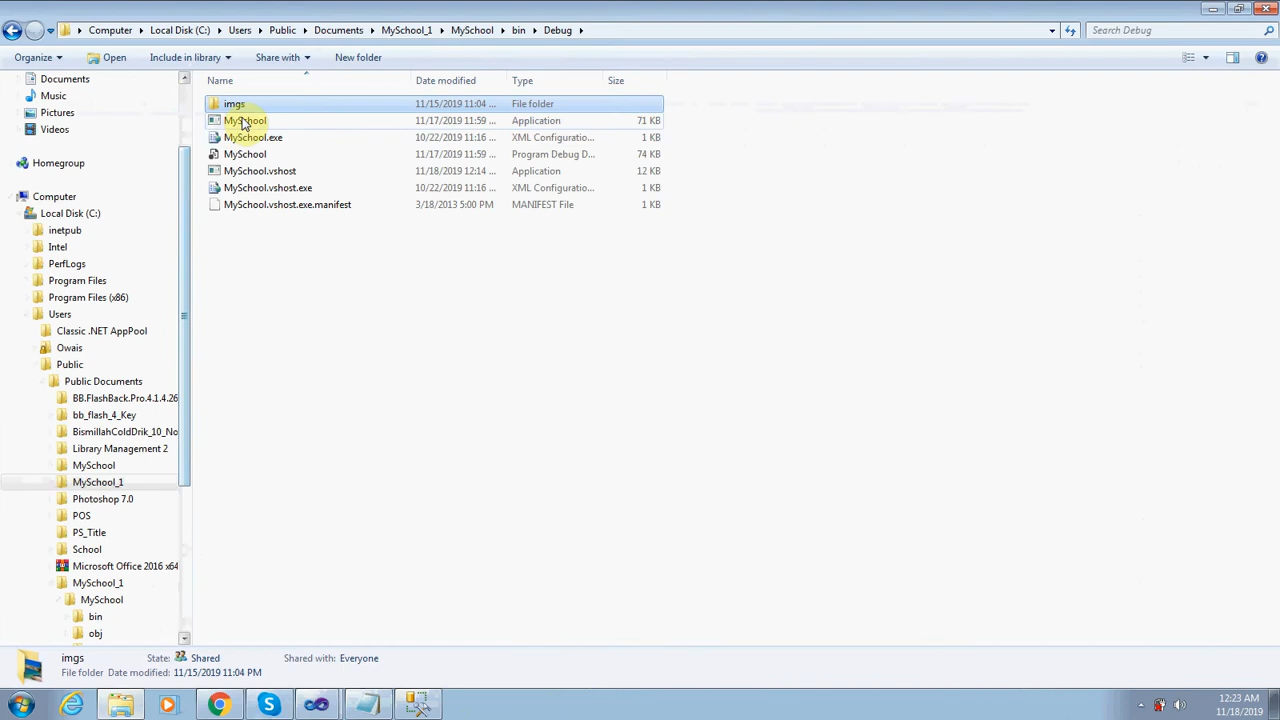 Computer Local Disk (C:) Users Public Documents MySchool_1 MySchool bin Debug Search Debug
Organize Open Include in library Share with New folder
Name Date modified Type Size
imgs 11/15/2019 11:04 ... File folder
MySchool 11/17/2019 11:59 ... Application 71 KB
MySchool.exe 10/22/2019 11:16 ... XML Configuratio... 1 KB
MySchool 11/17/2019 11:59 ... Program Debug D... 74 KB
MySchool.vshost 11/18/2019 12:14 ... Application 12 KB
MySchool.vshost.exe 10/22/2019 11:16 ... XML Configuratio... 1 KB
MySchool.vshost.exe.manifest 3/18/2013 5:00 PM MANIFEST File 1 KB
Documents
Music
Pictures
Videos
Homegroup
Computer
Local Disk (C:)
inetpub
Intel
PerfLogs
Program Files
Program Files (x86)
Users
Classic .NET AppPool
Owais
Public
Public Documents
BB.FlashBack.Pro.4.1.4.26
bb_flash_4_Key
BismillahColdDrik_10_No
Library Management 2
MySchool
MySchool_1
Photoshop 7.0
POS
PS_Title
School
Microsoft Office 2016 x64
MySchool_1
MySchool
bin
obj
imgs State: Shared Shared with: Everyone
File folder Date modified: 11/15/2019 11:04 PM
12:23 AM
11/18/2019